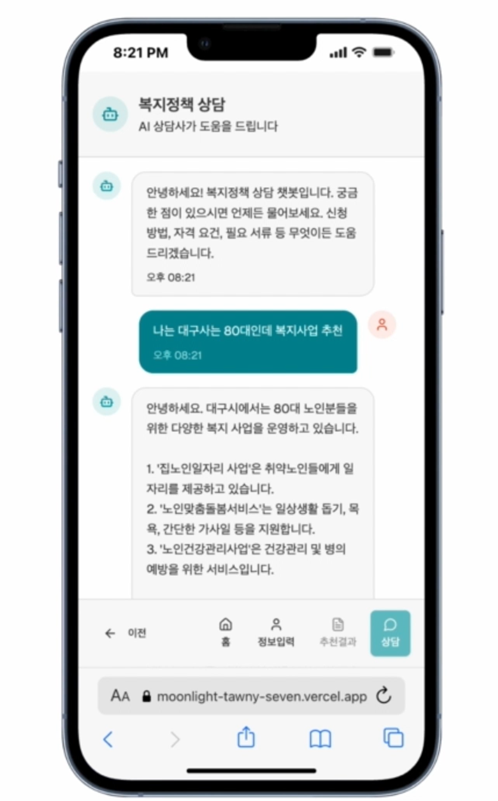 8:21 PM
복지정책 상담
AI 상담사가 도움을 드립니다
안녕하세요! 복지정책 상담 챗봇입니다. 궁금
한 점이 있으시면 언제든 물어보세요. 신청
방법, 자격 요건, 필요 서류 등 무엇이든 도움
드리겠습니다.
오후 08:21
나는 대구사는 80대인데 복지사업 추천
오후 08:21
안녕하세요. 대구시에서는 80대 노인분들을
위한 다양한 복지 사업을 운영하고 있습니다.
1. '집노인일자리 사업'은 취약노인들에게 일
자리를 제공하고 있습니다.
2. '노인맞춤돌봄서비스'는 일상생활 돕기, 목
욕, 간단한 가사일 등을 지원합니다.
3. '노인건강관리사업'은 건강관리 및 병의
예방을 위한 서비스입니다.
이전
홈
정보입력
추천결과
상담
AA moonlight-tawny-seven.vercel.app